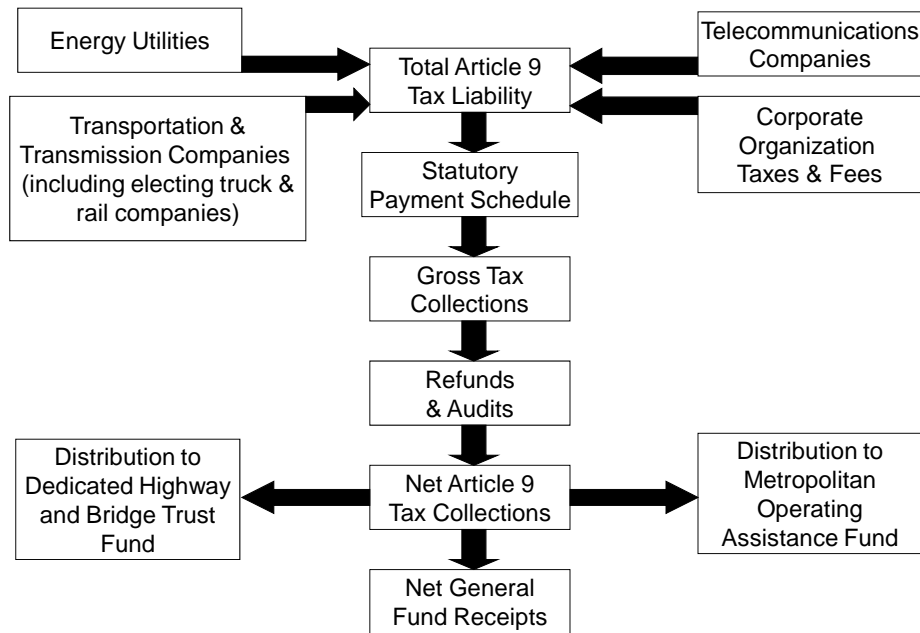 Energy Utilities
Total Article 9
Tax Liability
Telecommunications
Companies
Transportation &
Transmission Companies
(including electing truck &
rail companies)
Corporate
Organization
Taxes & Fees
Statutory
Payment Schedule
Gross Tax
Collections
Refunds
& Audits
Distribution to
Dedicated Highway
and Bridge Trust
Fund
Net Article 9
Tax Collections
Distribution to
Metropolitan
Operating
Assistance Fund
Net General
Fund Receipts